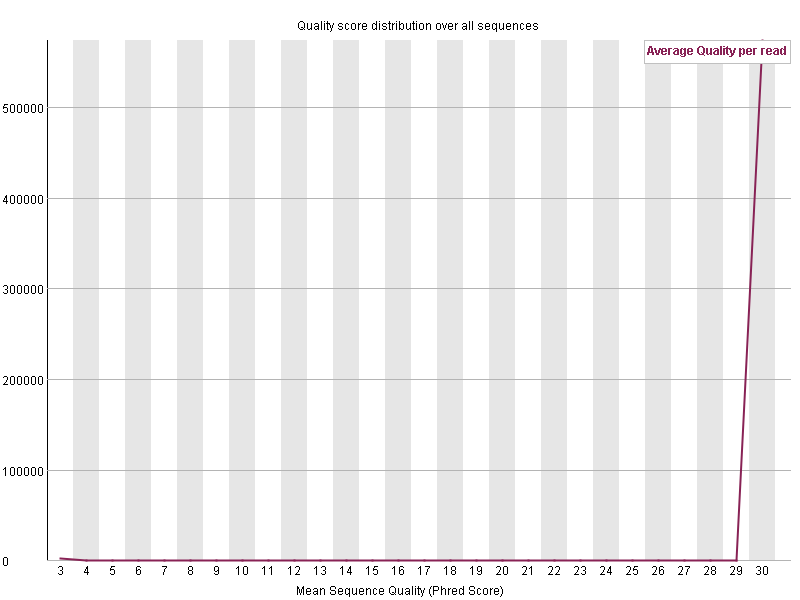 Quality score distribution over all sequences
Average Quality per read
500000
400000
300000
200000
100000
0
3 4 5 6 7 8 9 10 11 12 13 14 15 16 17 18 19 20 21 22 23 24 25 26 27 28 29 30
Mean Sequence Quality (Phred Score)